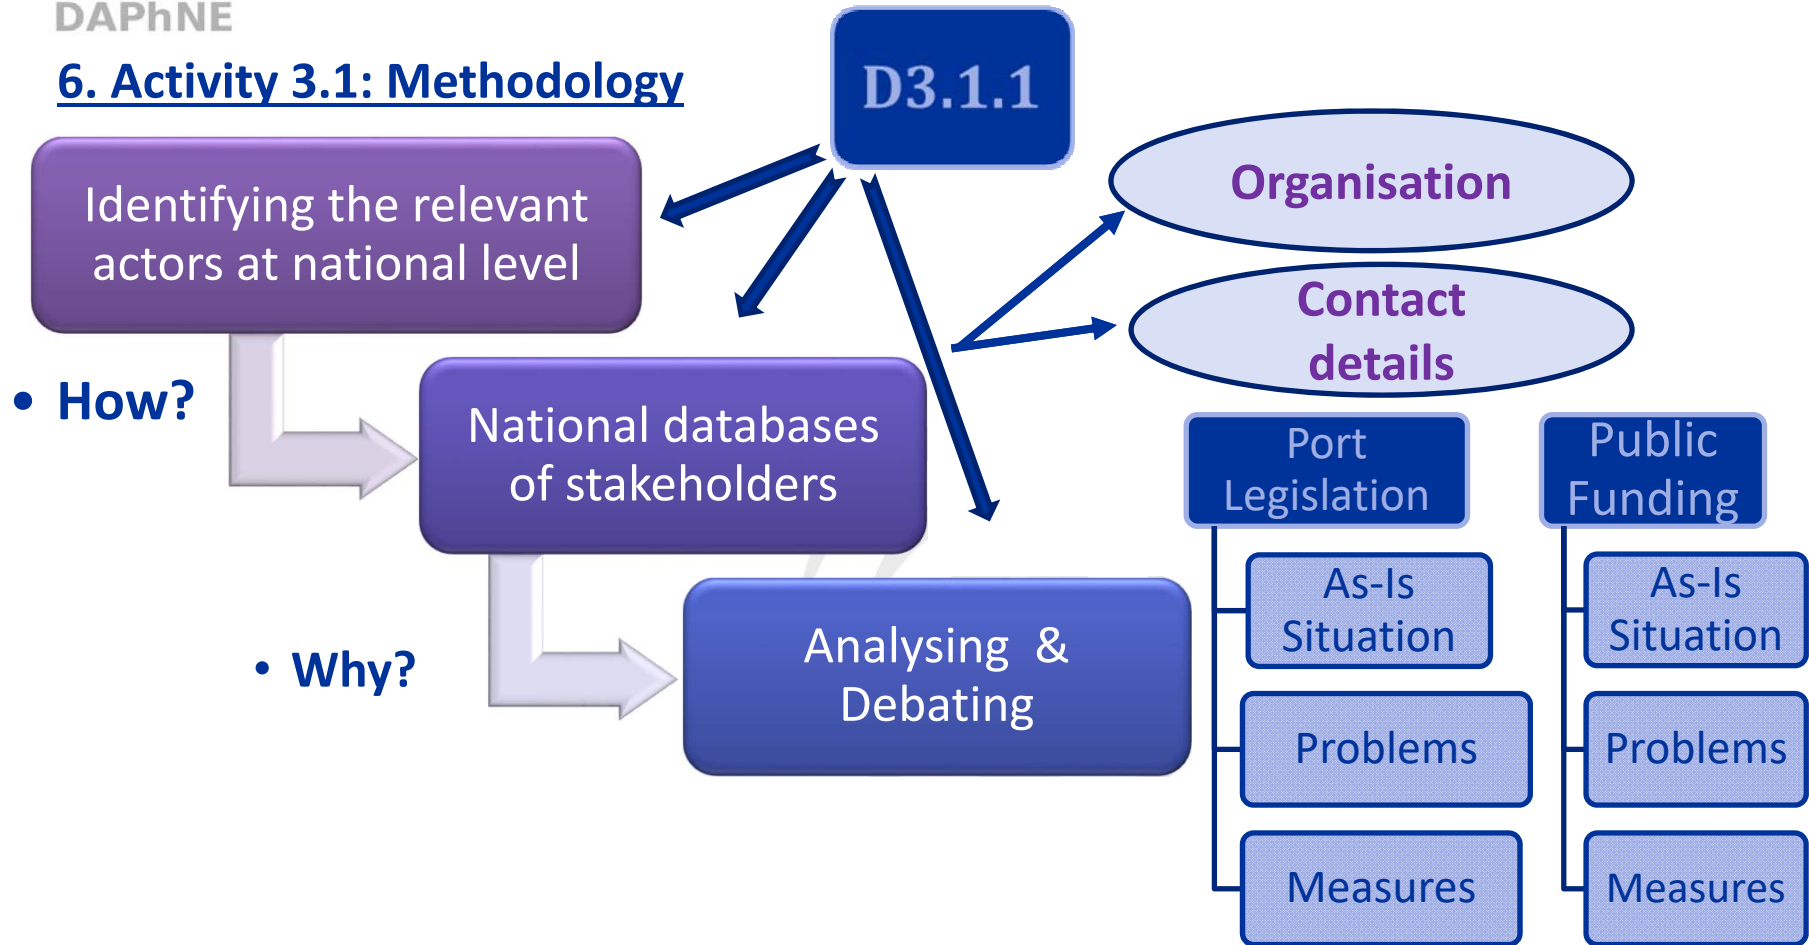 DAPhNE
6. Activity 3.1: Methodology
D3.1.1
Identifying the relevant
actors at national level
Organisation
Contact
details
• How?
National databases
of stakeholders
• Why?
Analysing & 
Debating
Port
Legislation
As-Is
Situation
Problems
Measures
Public
Funding
As-Is
Situation
Problems
Measures